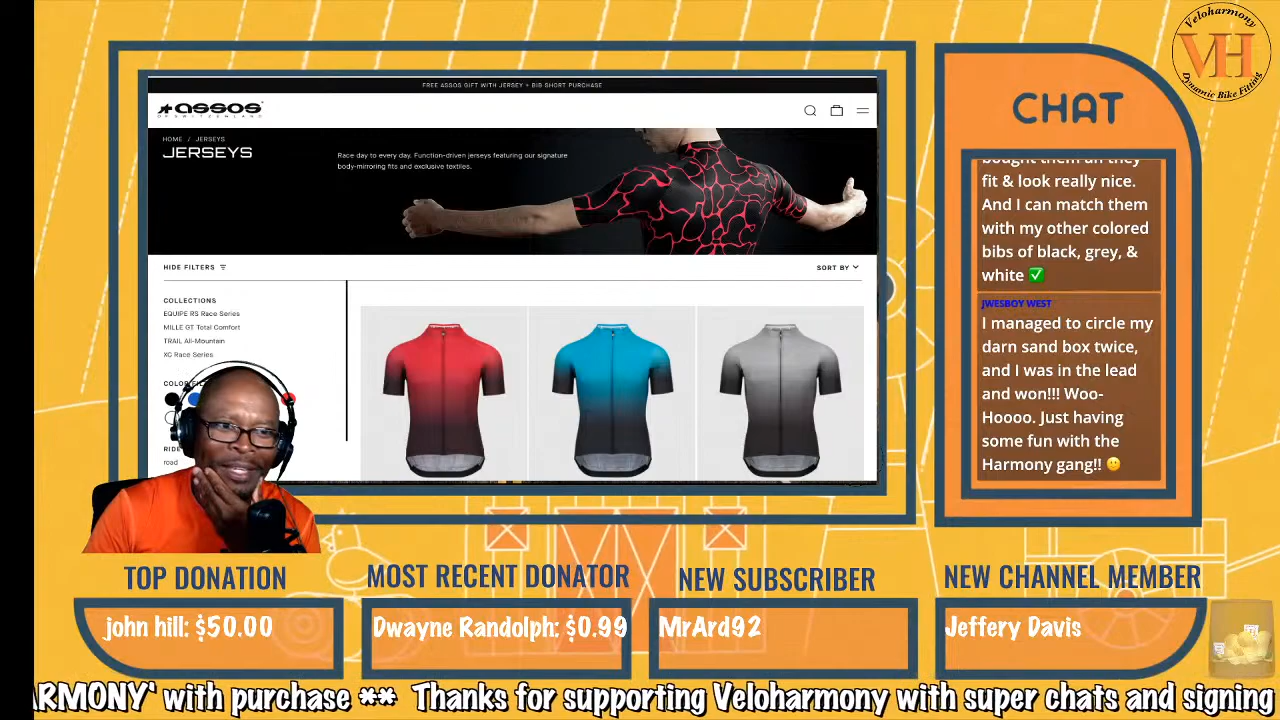 Veloharmony
VH
Dynamic Bike Fitting
FREE ASSOS GIFT WITH JERSEY + BIB SHORT PURCHASE
ASSOS
OF SWITZERLAND
HOME / JERSEYS
JERSEYS
Race day to every day. Function-driven jerseys featuring our signature
body-mirroring fits and exclusive textiles.
HIDE FILTERS
SORT BY
COLLECTIONS
EQUIPE RS Race Series
MILLE GT Total Comfort
TRAIL All-Mountain
XC Race Series
road
CHAT
fit & look really nice.
And I can match them
with my other colored
bibs of black, grey, &
white ✅
JWESBOY WEST
I managed to circle my
darn sand box twice,
and I was in the lead
and won!!! Woo-
Hoooo. Just having
some fun with the
Harmony gang!! 🙂
TOP DONATION
john hill: $50.00
MOST RECENT DONATOR
Dwayne Randolph: $0.99
NEW SUBSCRIBER
MrArd92
NEW CHANNEL MEMBER
Jeffery Davis
ARMONY' with purchase ** Thanks for supporting Veloharmony with super chats and signing